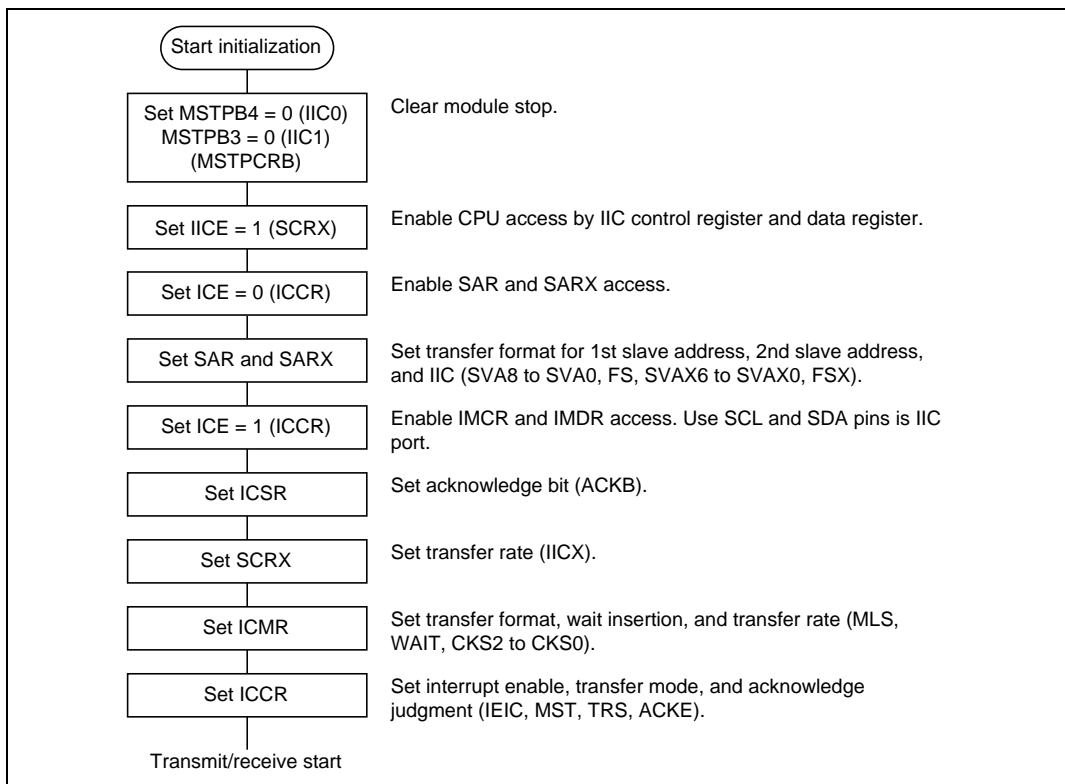 Start initialization
Set MSTPB4 = 0 (IIC0)
MSTPB3 = 0 (IIC1)
(MSTPCRB)
Clear module stop.
Set IICE = 1 (SCRX)
Enable CPU access by IIC control register and data register.
Set ICE = 0 (ICCR)
Enable SAR and SARX access.
Set SAR and SARX
Set transfer format for 1st slave address, 2nd slave address,
and IIC (SVA8 to SVA0, FS, SVAX6 to SVAX0, FSX).
Set ICE = 1 (ICCR)
Enable IMCR and IMDR access. Use SCL and SDA pins is IIC
port.
Set ICSR
Set acknowledge bit (ACKB).
Set SCRX
Set transfer rate (IICX).
Set ICMR
Set transfer format, wait insertion, and transfer rate (MLS,
WAIT, CKS2 to CKS0).
Set ICCR
Set interrupt enable, transfer mode, and acknowledge
judgment (IEIC, MST, TRS, ACKE).
Transmit/receive start